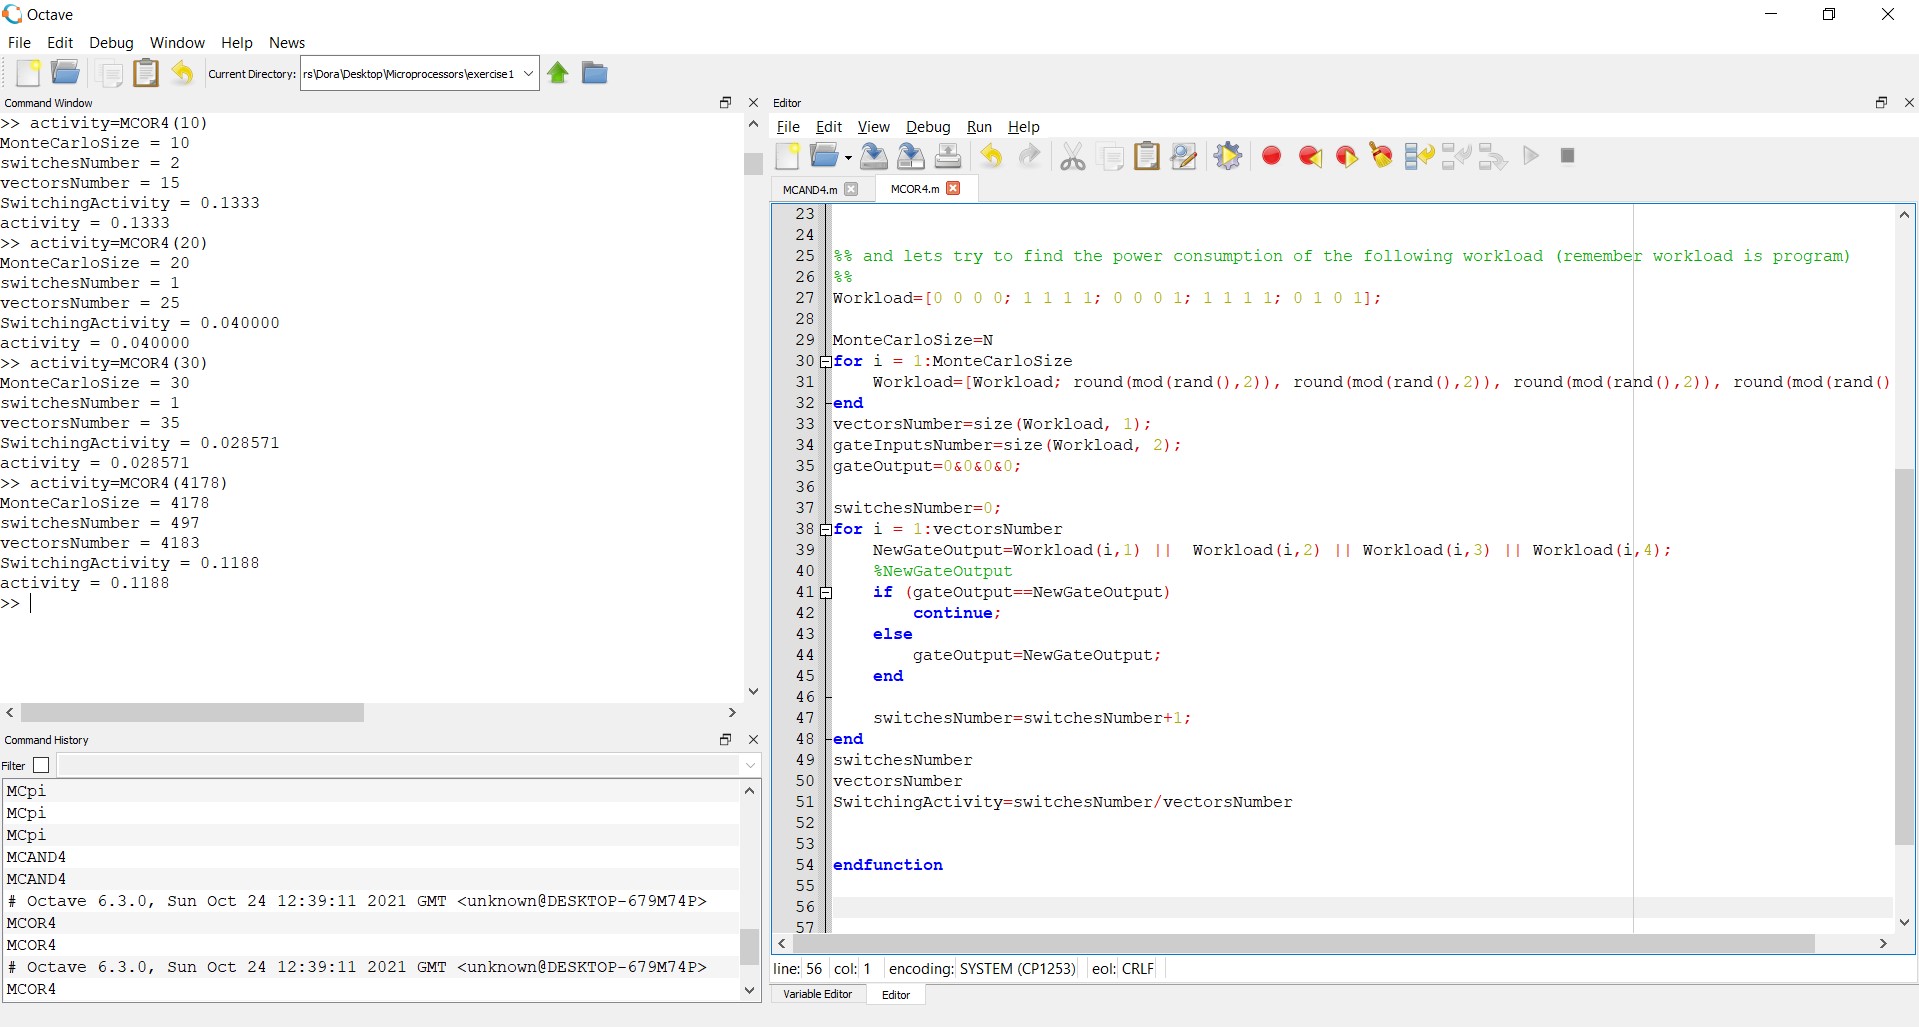 Octave
File Edit Debug Window Help News
Current Directory: rs\Dora\Desktop\Microprocessors\exercise1
Command Window
>> activity=MCOR4(10)
MonteCarloSize = 10
switchesNumber = 2
vectorsNumber = 15
SwitchingActivity = 0.1333
activity = 0.1333
>> activity=MCOR4(20)
MonteCarloSize = 20
switchesNumber = 1
vectorsNumber = 25
SwitchingActivity = 0.040000
activity = 0.040000
>> activity=MCOR4(30)
MonteCarloSize = 30
switchesNumber = 1
vectorsNumber = 35
SwitchingActivity = 0.028571
activity = 0.028571
>> activity=MCOR4(4178)
MonteCarloSize = 4178
switchesNumber = 497
vectorsNumber = 4183
SwitchingActivity = 0.1188
activity = 0.1188
>>
Command History
Filter
MCpi
MCpi
MCpi
MCAND4
MCAND4
# Octave 6.3.0, Sun Oct 24 12:39:11 2021 GMT <unknown@DESKTOP-679M74P>
MCOR4
MCOR4
# Octave 6.3.0, Sun Oct 24 12:39:11 2021 GMT <unknown@DESKTOP-679M74P>
MCOR4
Editor
File Edit View Debug Run Help
MCAND4.m MCOR4.m
23
24
25 %% and lets try to find the power consumption of the following workload (remember workload is program)
26 %%
27 Workload=[0 0 0 0; 1 1 1 1; 0 0 0 1; 1 1 1 1; 0 1 0 1];
28
29 MonteCarloSize=N
30 for i = 1:MonteCarloSize
31 Workload=[Workload; round(mod(rand(),2)), round(mod(rand(),2)), round(mod(rand(),2)), round(mod(rand()
32 end
33 vectorsNumber=size(Workload, 1);
34 gateInputsNumber=size(Workload, 2);
35 gateOutput=0&0&0&0;
36
37 switchesNumber=0;
38 for i = 1:vectorsNumber
39 NewGateOutput=Workload(i,1) || Workload(i,2) || Workload(i,3) || Workload(i,4);
40 %NewGateOutput
41 if (gateOutput==NewGateOutput)
42 continue;
43 else
44 gateOutput=NewGateOutput;
45 end
46
47 switchesNumber=switchesNumber+1;
48 end
49 switchesNumber
50 vectorsNumber
51 SwitchingActivity=switchesNumber/vectorsNumber
52
53
54 endfunction
55
56
57
line: 56 col: 1 encoding: SYSTEM (CP1253) eol: CRLF
Variable Editor Editor